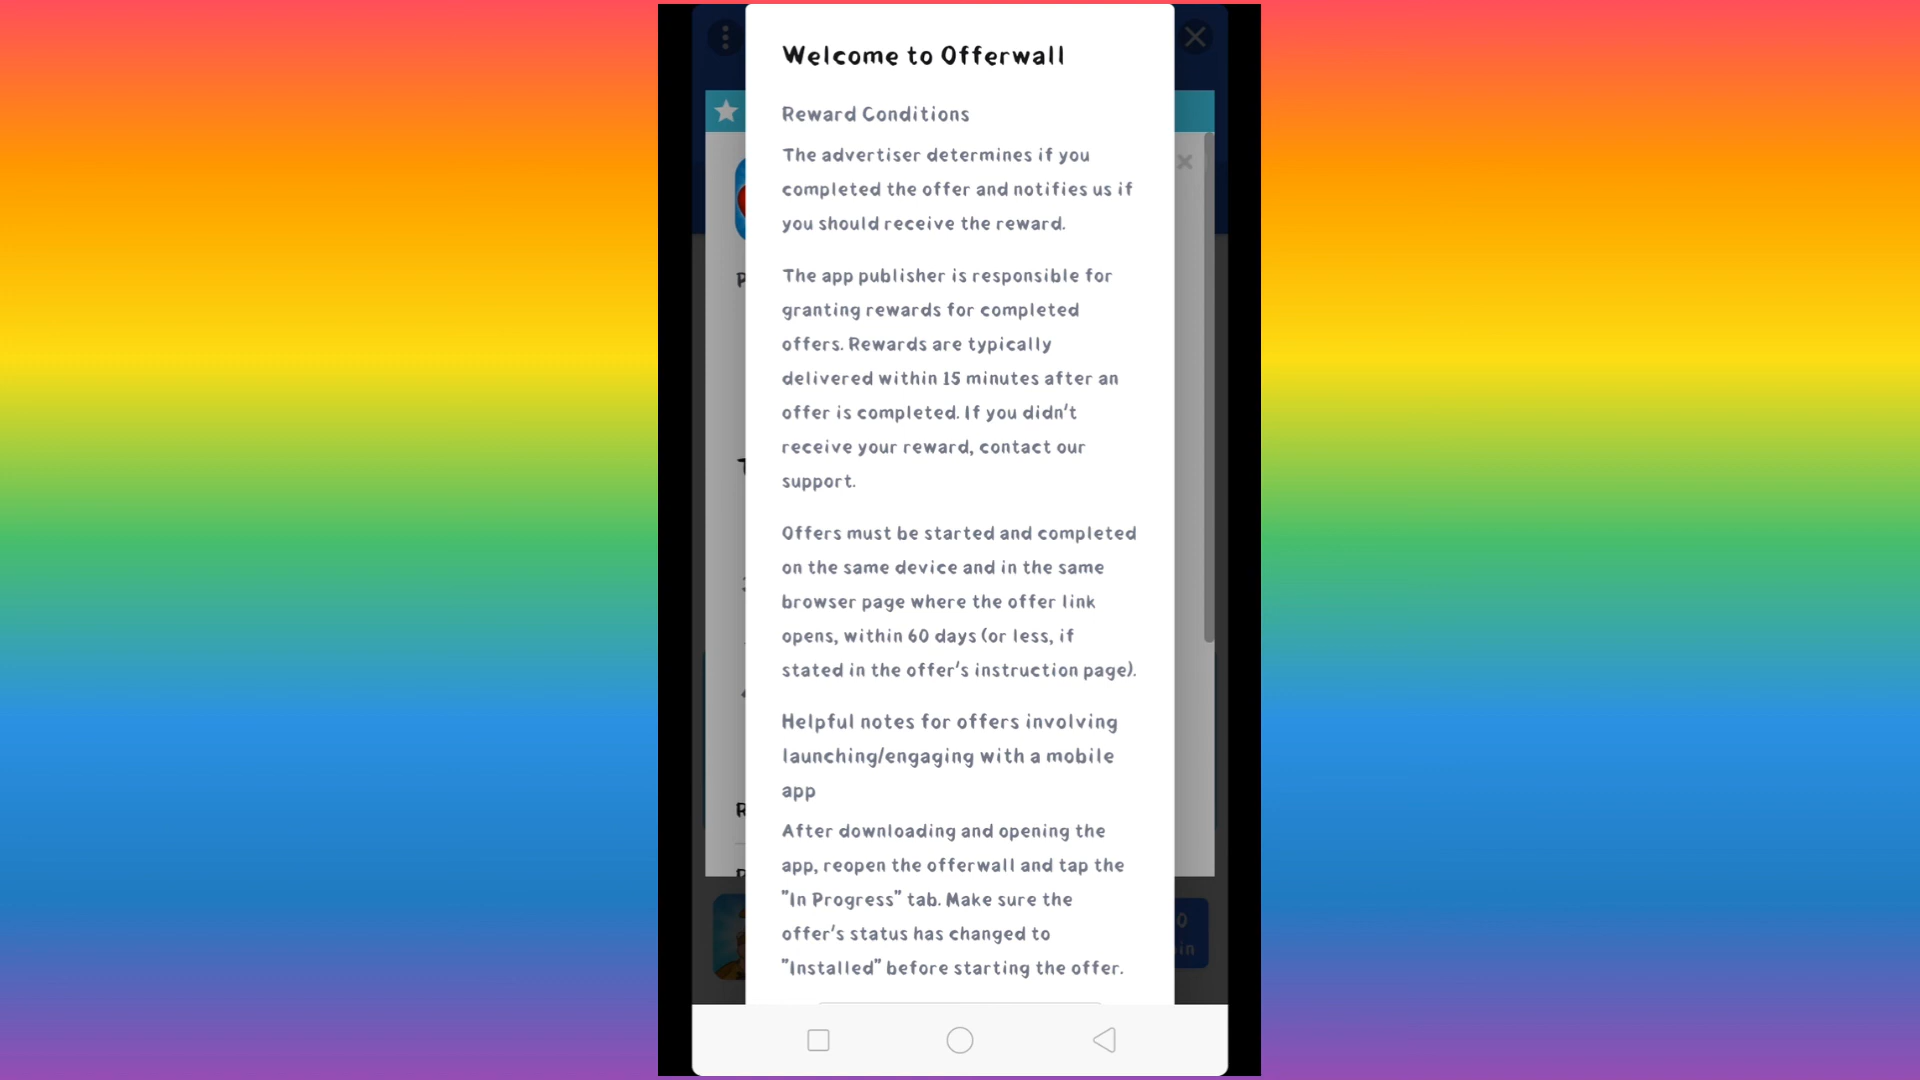 Welcome to Offerwall
Reward Conditions
The advertiser determines if you
completed the offer and notifies us if
you should receive the reward.
The app publisher is responsible for
granting rewards for completed
offers. Rewards are typically
delivered within 15 minutes after an
offer is completed. If you didn't
receive your reward, contact our
support.
Offers must be started and completed
on the same device and in the same
browser page where the offer link
opens, within 60 days (or less, if
stated in the offer's instruction page).
Helpful notes for offers involving
launching/engaging with a mobile
app
After downloading and opening the
app, reopen the offerwall and tap the
"In Progress" tab. Make sure the
offer's status has changed to
"Installed" before starting the offer.